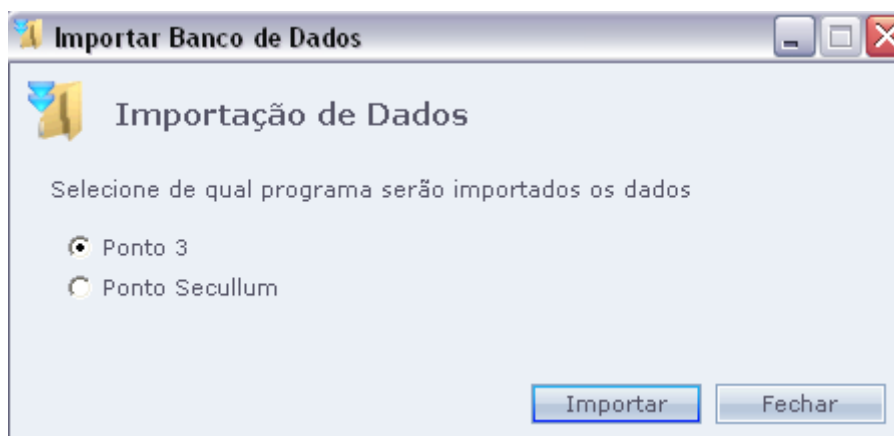 Importar Banco de Dados
Importação de Dados
Selecione de qual programa serão importados os dados
Ponto 3
Ponto Secullum
Importar Fechar